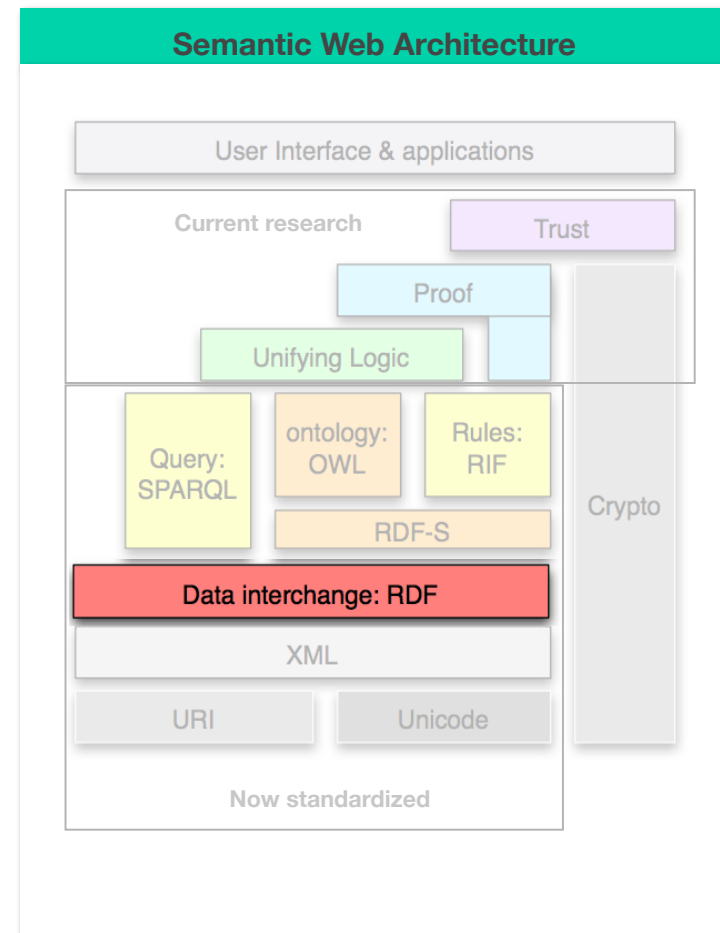 Semantic Web Architecture
User Interface & applications
Current research
Trust
Proof
Unifying Logic
Query:
SPARQL
ontology:
OWL
Rules:
RIF
RDF-S
Crypto
Data interchange: RDF
XML
URI
Unicode
Now standardized